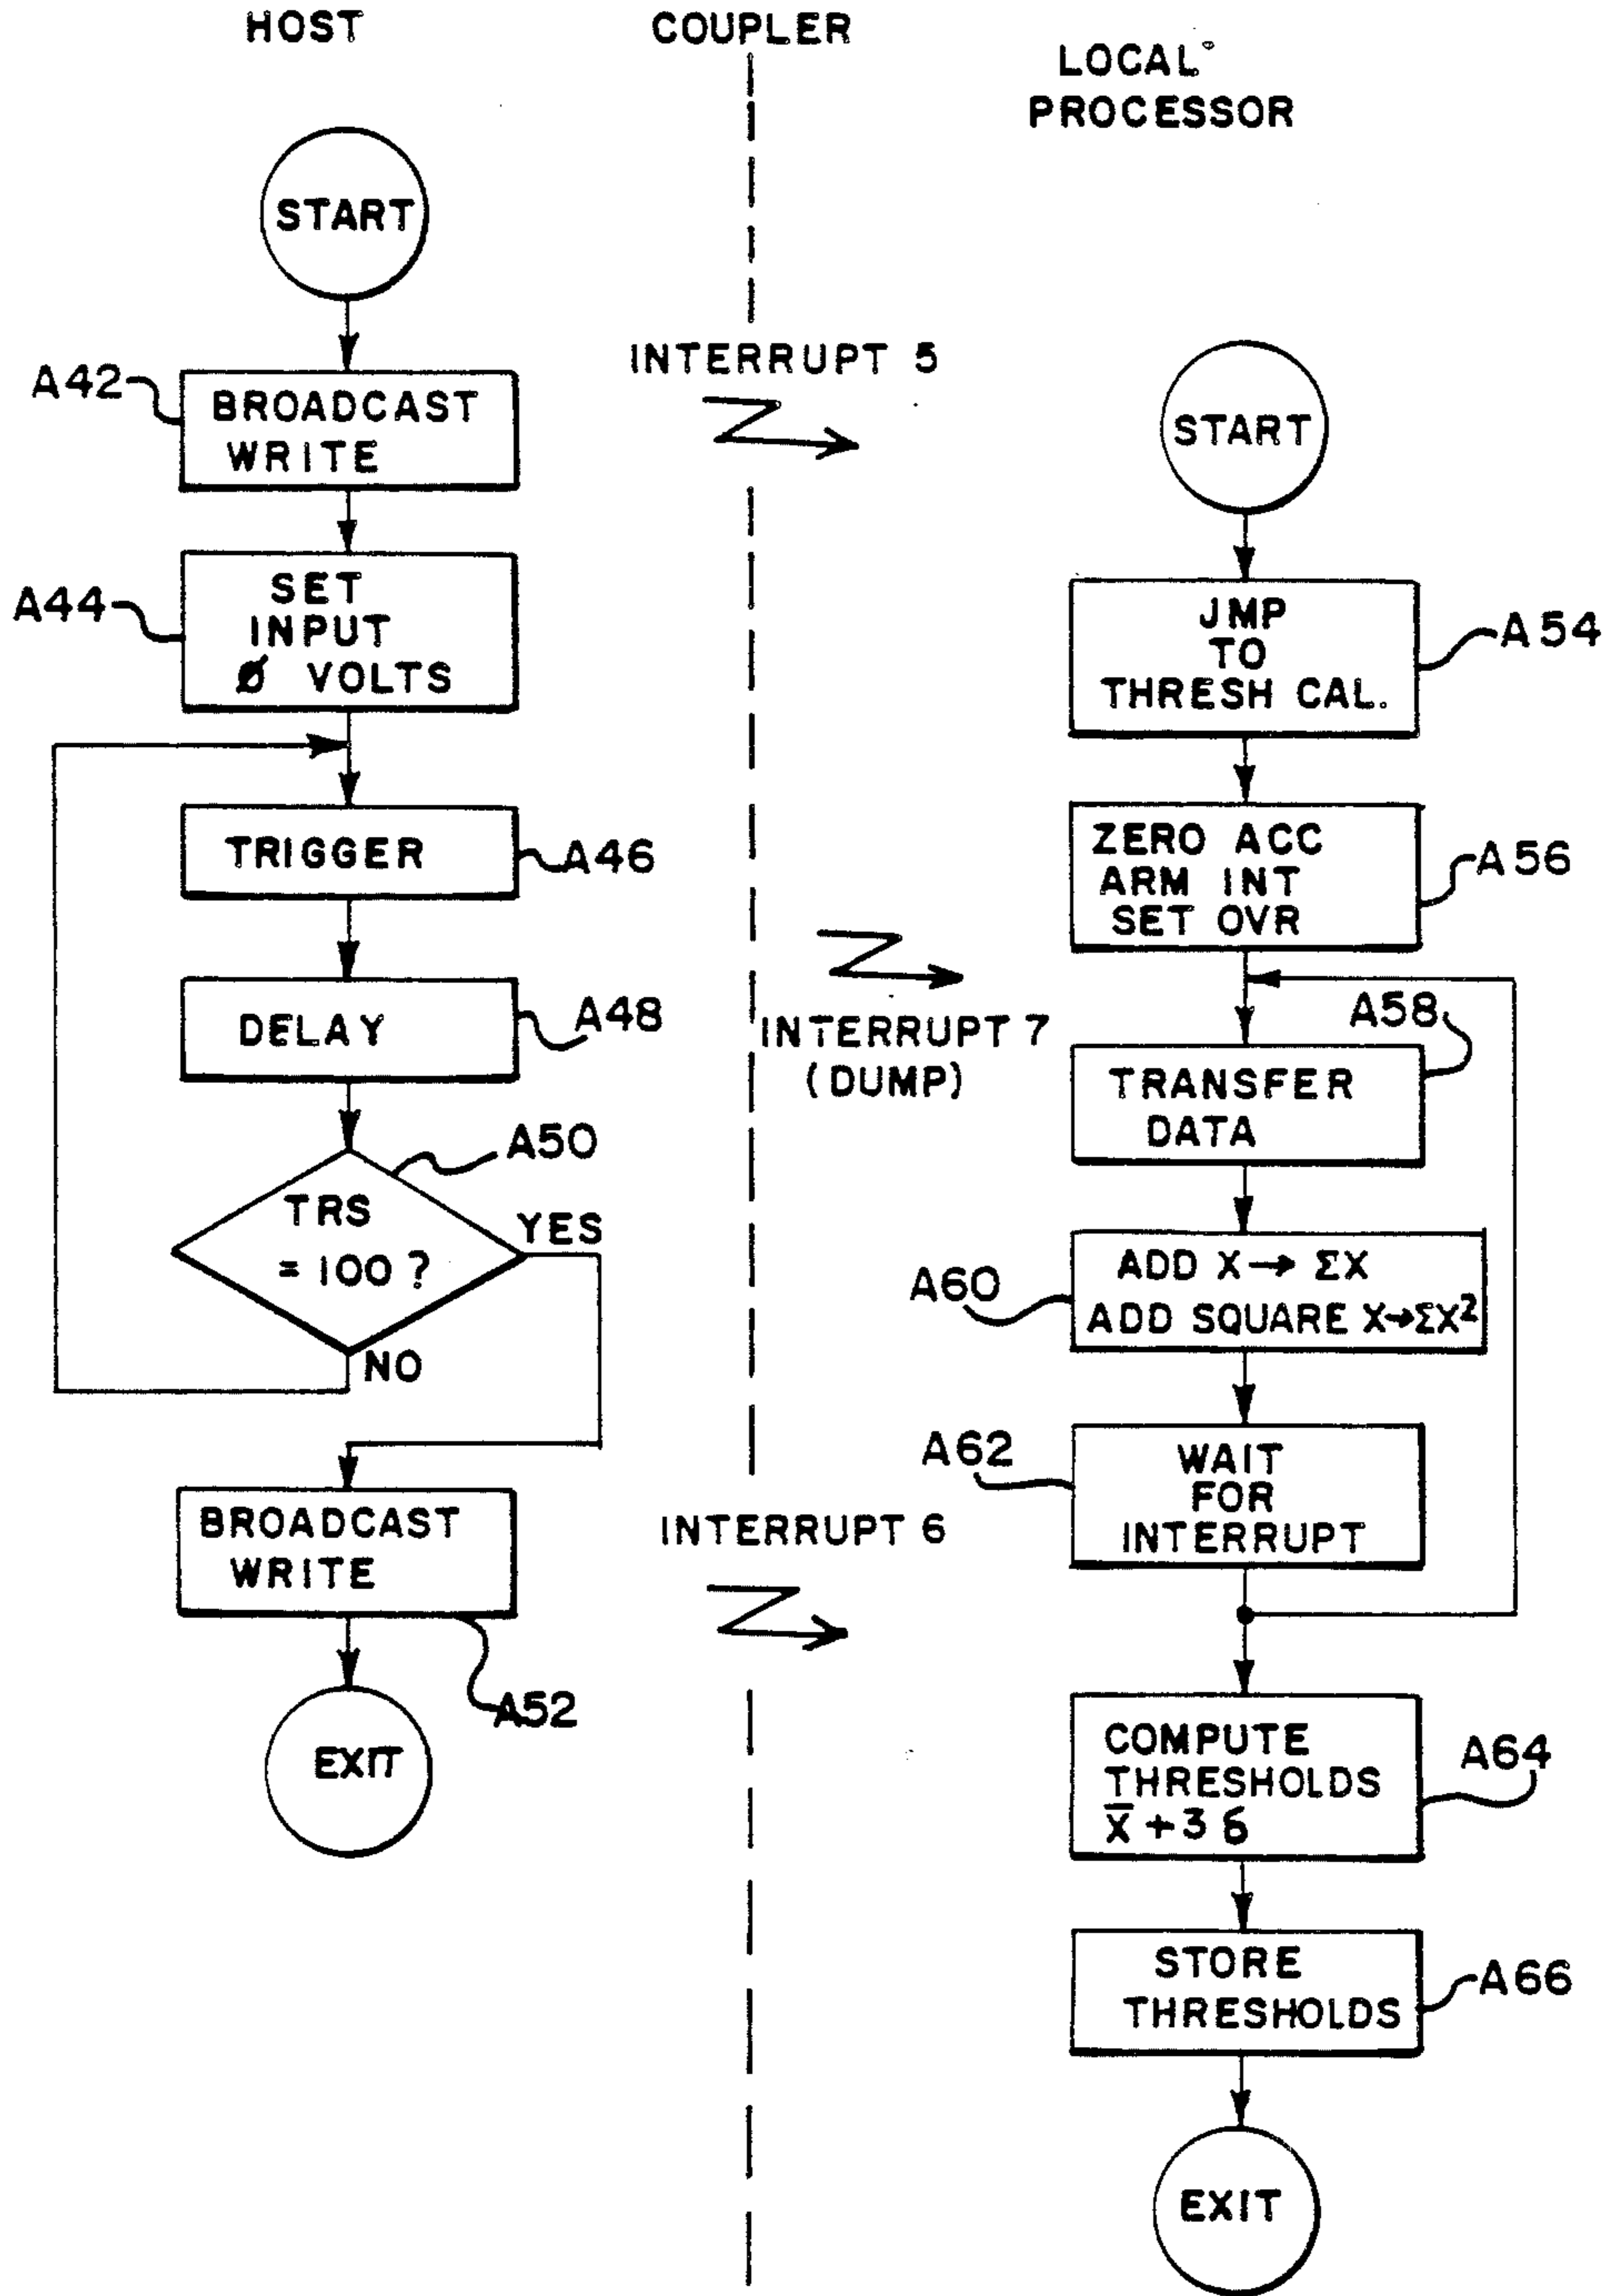 HOST
COUPLER
LOCAL
PROCESSOR
START
A42
BROADCAST
WRITE
A44
SET
INPUT
Ø VOLTS
TRIGGER
A46
DELAY
A48
A50
TRS
= 100 ?
YES
NO
BROADCAST
WRITE
A52
EXIT
INTERRUPT 5
INTERRUPT 7
(DUMP)
INTERRUPT 6
START
JMP
TO
THRESH CAL.
A54
ZERO ACC
ARM INT
SET OVR
A56
A58
TRANSFER
DATA
A60
ADD X → ΣX
ADD SQUARE X→ΣX²
A62
WAIT
FOR
INTERRUPT
COMPUTE
THRESHOLDS
X̅ + 3 δ
A64
STORE
THRESHOLDS
A66
EXIT